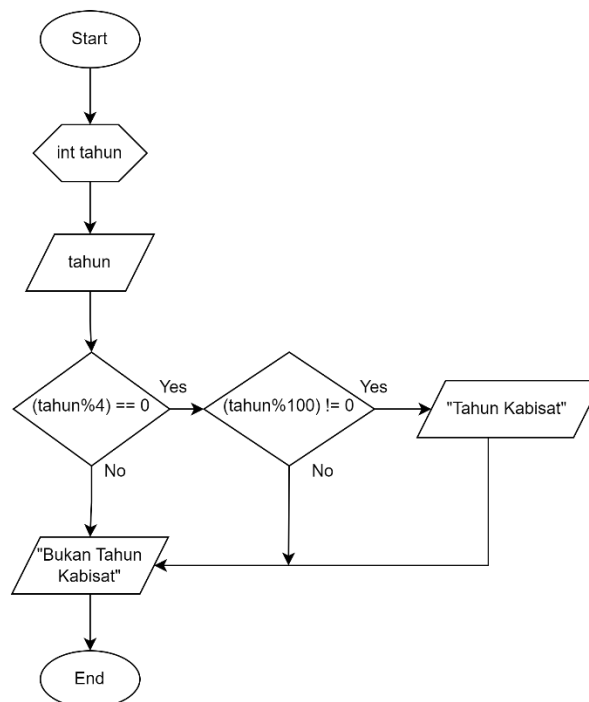 Start
int tahun
tahun
(tahun%4) == 0
Yes
(tahun%100) != 0
Yes
"Tahun Kabisat"
No
No
"Bukan Tahun
Kabisat"
End